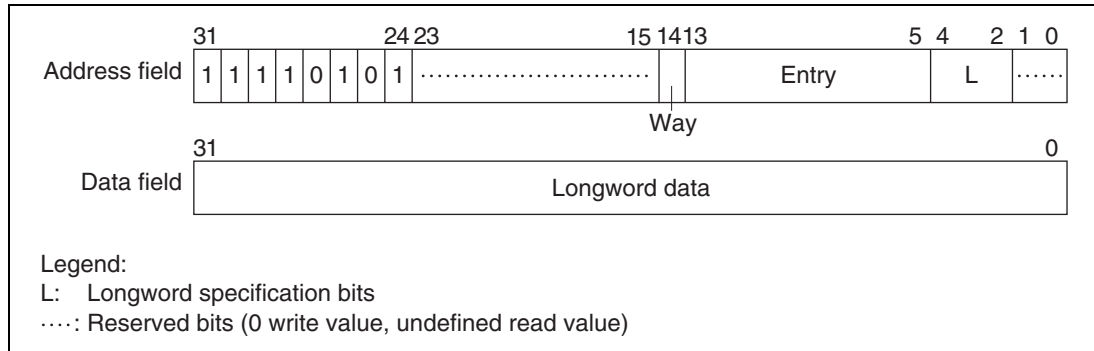 31 24 23 15 14 13 5 4 2 1 0
Address field 1 1 1 1 0 1 0 1 ........................... Entry L ......
Way
31 0
Data field Longword data
Legend:
L: Longword specification bits
····: Reserved bits (0 write value, undefined read value)